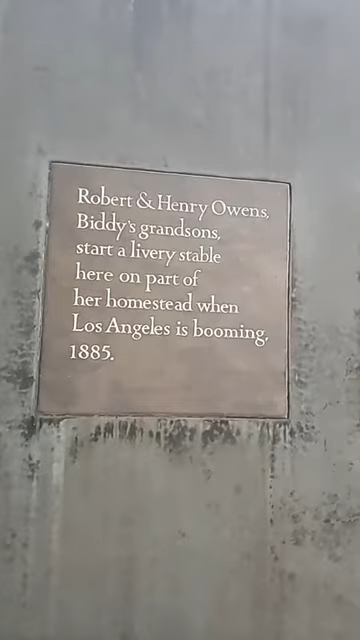 Robert & Henry Owens,
Biddy's grandsons,
start a livery stable
here on part of
her homestead when
Los Angeles is booming,
1885.